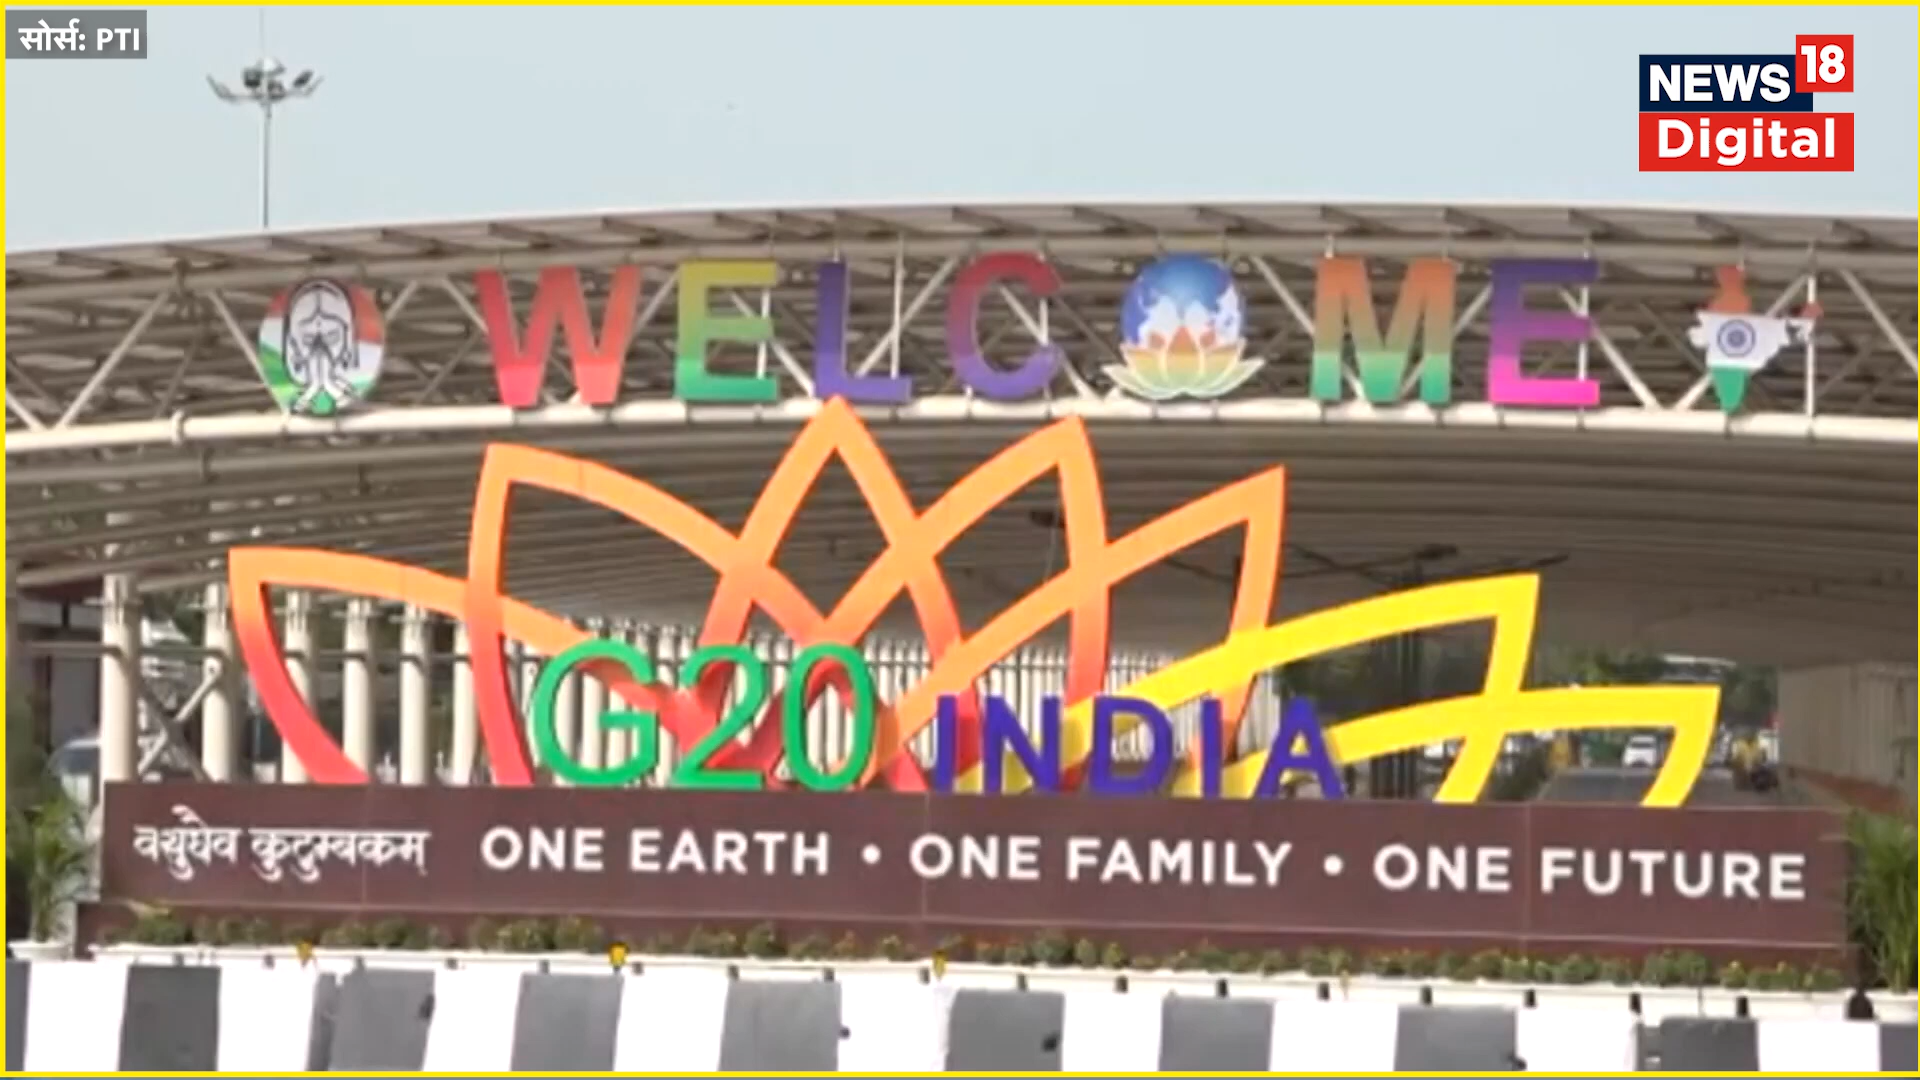 सोर्स: PTI
NEWS 18
Digital
WELCOME
G20 INDIA
वसुधैव कुटुम्बकम् ONE EARTH • ONE FAMILY • ONE FUTURE